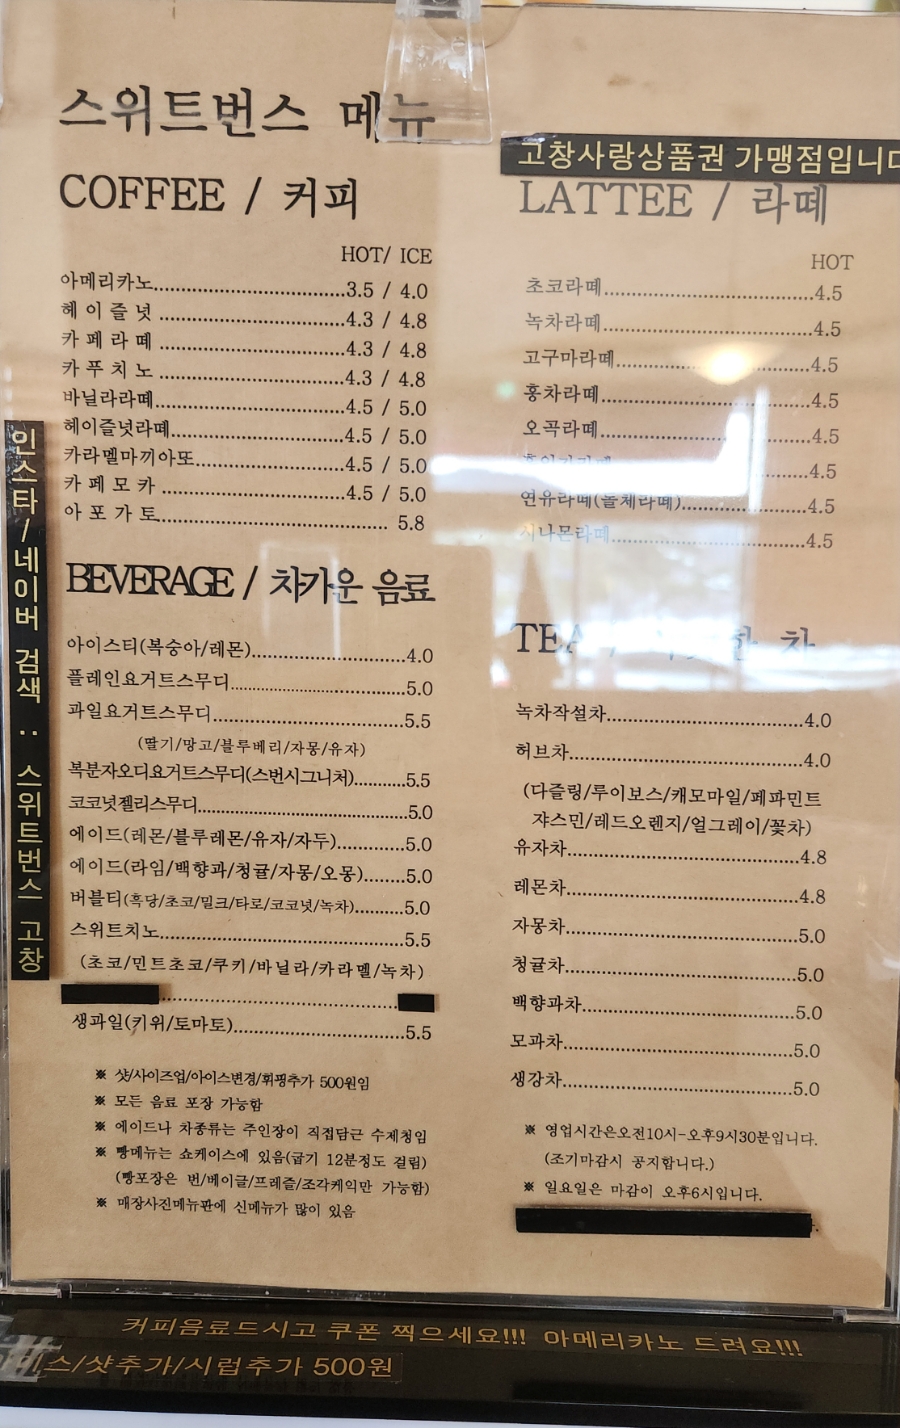 스위트번스 메뉴
COFFEE / 커피
HOT/ ICE
아메리카노........................................3.5 / 4.0
헤이즐넛........................................4.3 / 4.8
카페라떼........................................4.3 / 4.8
카푸치노........................................4.3 / 4.8
바닐라라떼........................................4.5 / 5.0
헤이즐넛라떼....................................4.5 / 5.0
카라멜마끼아또................................4.5 / 5.0
카페모카........................................4.5 / 5.0
아포가토........................................ 5.8
BEVERAGE / 차가운 음료
아이스티(복숭아/레몬)..............................4.0
플레인요거트스무디..............................5.0
과일요거트스무디..............................5.5
(딸기/망고/블루베리/자몽/유자)
복분자오디요거트스무디(스번시그니처)..........5.5
코코넛젤리스무디..............................5.0
에이드(레몬/블루레몬/유자/자두)..............5.0
에이드(라임/백향과/청귤/자몽/오몽)........5.0
버블티(흑당/초코/밀크/타로/코코넛/녹차)........5.0
스위트치노........................................5.5
(초코/민트초코/쿠키/바닐라/카라멜/녹차)
생과일(키위/토마토)..............................5.5
※ 샷/사이즈업/아이스변경/휘핑추가 500원임
※ 모든 음료 포장 가능함
※ 에이드나 차종류는 주인장이 직접담근 수제청임
※ 빵메뉴는 쇼케이스에 있음(굽기 12분정도 걸림)
(빵포장은 번/베이글/프레즐/조각케익만 가능함)
※ 매장사진메뉴판에 신메뉴가 많이 있음
고창사랑상품권 가맹점입니다
LATTEE / 라떼
HOT
초코라떼........................................4.5
녹차라떼........................................4.5
고구마라떼......................................4.5
홍차라떼........................................4.5
오곡라떼........................................4.5
........................................4.5
연유라떼(돌체라떼)..............................4.5
시나몬라떼......................................4.5
TEA / 차
녹차작설차......................................4.0
허브차........................................4.0
(다즐링/루이보스/캐모마일/페파민트
쟈스민/레드오렌지/얼그레이/꽃차)
유자차........................................4.8
레몬차........................................4.8
자몽차........................................5.0
청귤차........................................5.0
백향과차........................................5.0
모과차........................................5.0
생강차........................................5.0
※ 영업시간은오전10시-오후9시30분입니다.
(조기마감시 공지합니다.)
※ 일요일은 마감이 오후6시입니다.
인스타/네이버 검색 : 스위트번스 고창
커피음료드시고 쿠폰 찍으세요!!! 아메리카노 드려요!!!
스/샷추가/시럽추가 500원